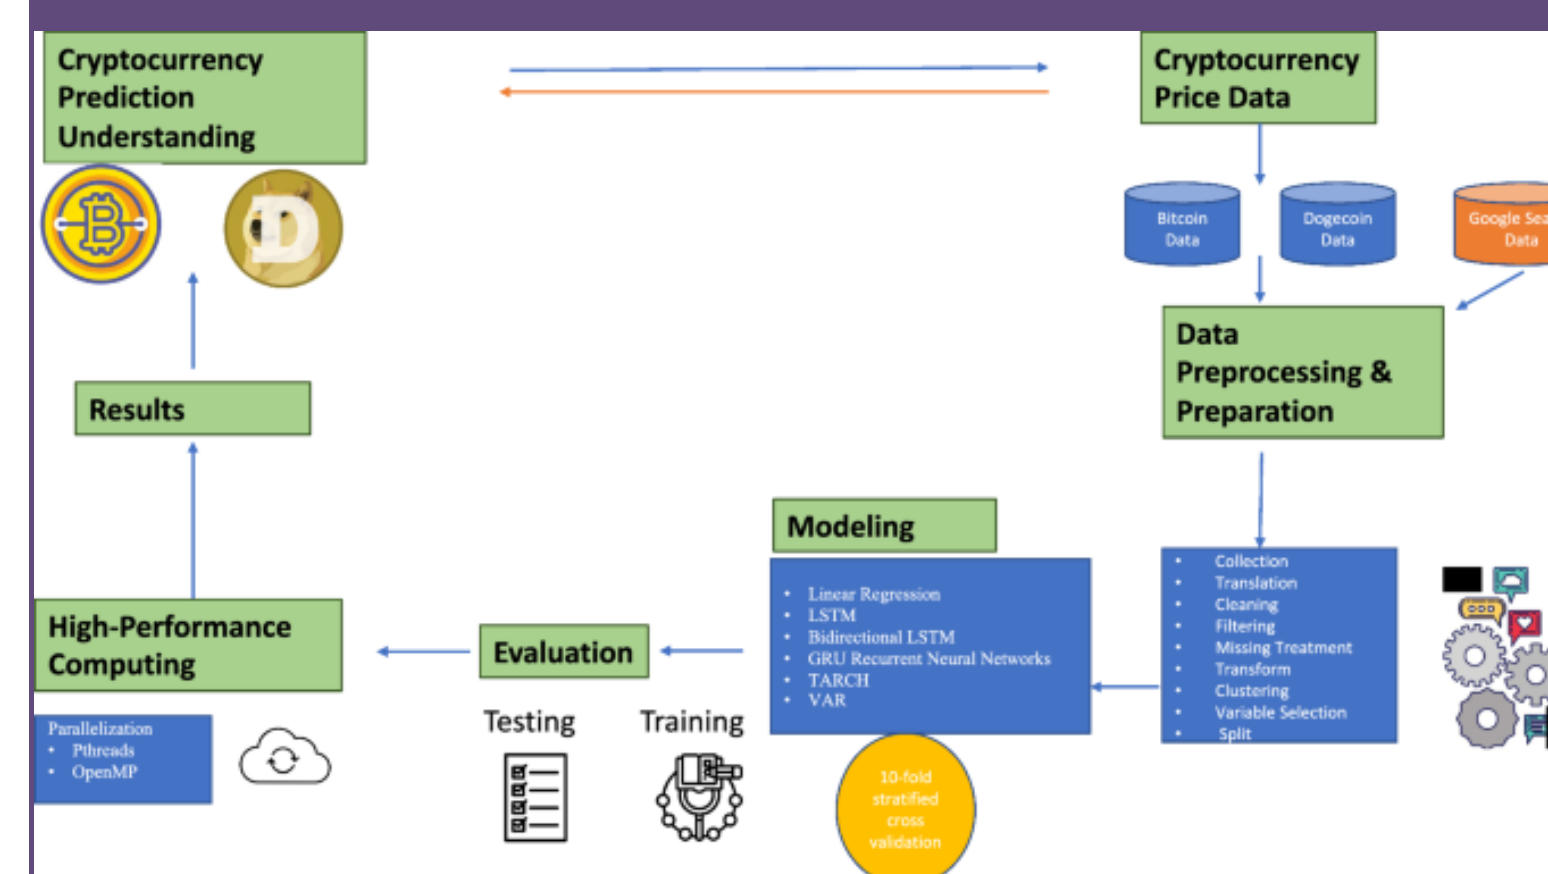 Cryptocurrency
Prediction
Understanding
Cryptocurrency
Price Data
Bitcoin
Data
Dogecoin
Data
Google
Data
Data
Preprocessing &
Preparation
Results
Modeling
• Linear Regression
• LSTM
• Bidirectional LSTM
• GRU Recurrent Neural Networks
• TARCH
• VAR
• Collection
• Translation
• Cleaning
• Filtering
• Missing Treatment
• Transform
• Clustering
• Variable Selection
• Split
High-Performance
Computing
Evaluation
Testing
Training
Parallelization
• Pthreads
• OpenMP
10-fold
stratified
cross
validation